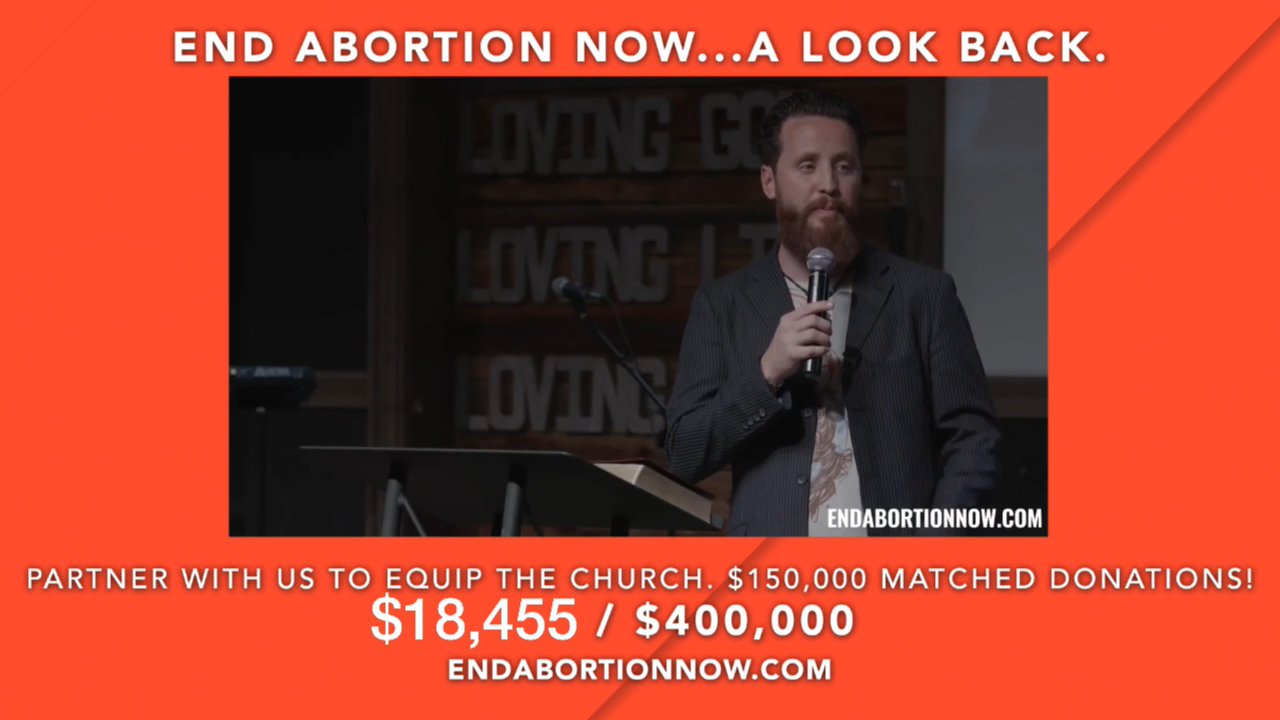 END ABORTION NOW...A LOOK BACK.
LOVING GO
LOVING LI
LOVING
ENDABORTIONNOW.COM
PARTNER WITH US TO EQUIP THE CHURCH. $150,000 MATCHED DONATIONS!
$18,455 / $400,000
ENDABORTIONNOW.COM